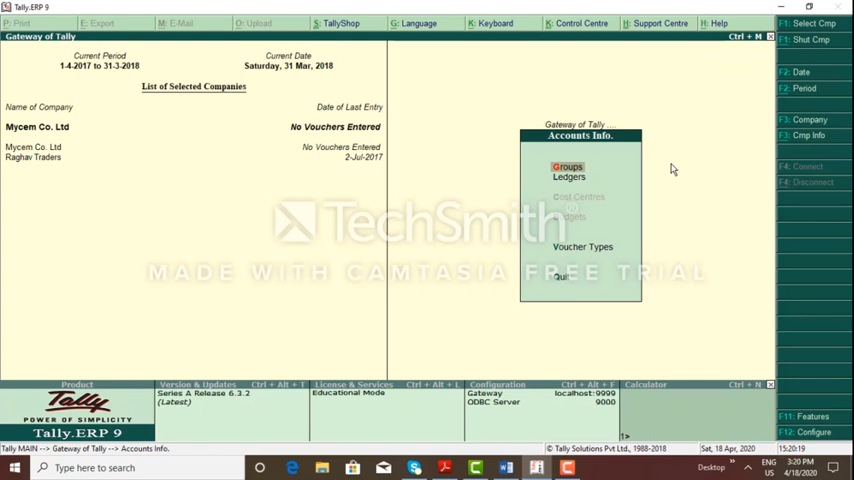 Tally.ERP 9
P: Print E: Export M: E-Mail O: Upload S: TallyShop G: Language K: Keyboard K: Control Centre H: Support Centre H: Help
F1: Select Cmp
Gateway of Tally Ctrl + M
F1: Shut Cmp
Current Period Current Date
1-4-2017 to 31-3-2018 Saturday, 31 Mar, 2018
F2: Date
List of Selected Companies
F2: Period
Name of Company Date of Last Entry
F3: Company
Mycem Co. Ltd No Vouchers Entered
Gateway of Tally ....
Accounts Info.
F3: Cmp Info
Mycem Co. Ltd No Vouchers Entered
Raghav Traders 2-Jul-2017
Groups
Ledgers
F4: Connect
F4: Disconnect
Cost Centres
TechSmith
MADE WITH CAMTASIA FREE TRIAL
Voucher Types
Quit
Product Version & Updates Ctrl + Alt + T License & Services Ctrl + Alt + L Configuration Ctrl + Alt + F Calculator Ctrl + N
Series A Release 6.3.2 Educational Mode Gateway localhost:9999
(Latest) ODBC Server 9000
Tally
POWER OF SIMPLICITY
Tally.ERP 9
1>
F11: Features
F12: Configure
Tally MAIN --> Gateway of Tally --> Accounts Info. © Tally Solutions Pvt Ltd., 1988-2018 Sat, 18 Apr, 2020 15:20:19
Type here to search Desktop ENG US 3:20 PM 4/18/2020